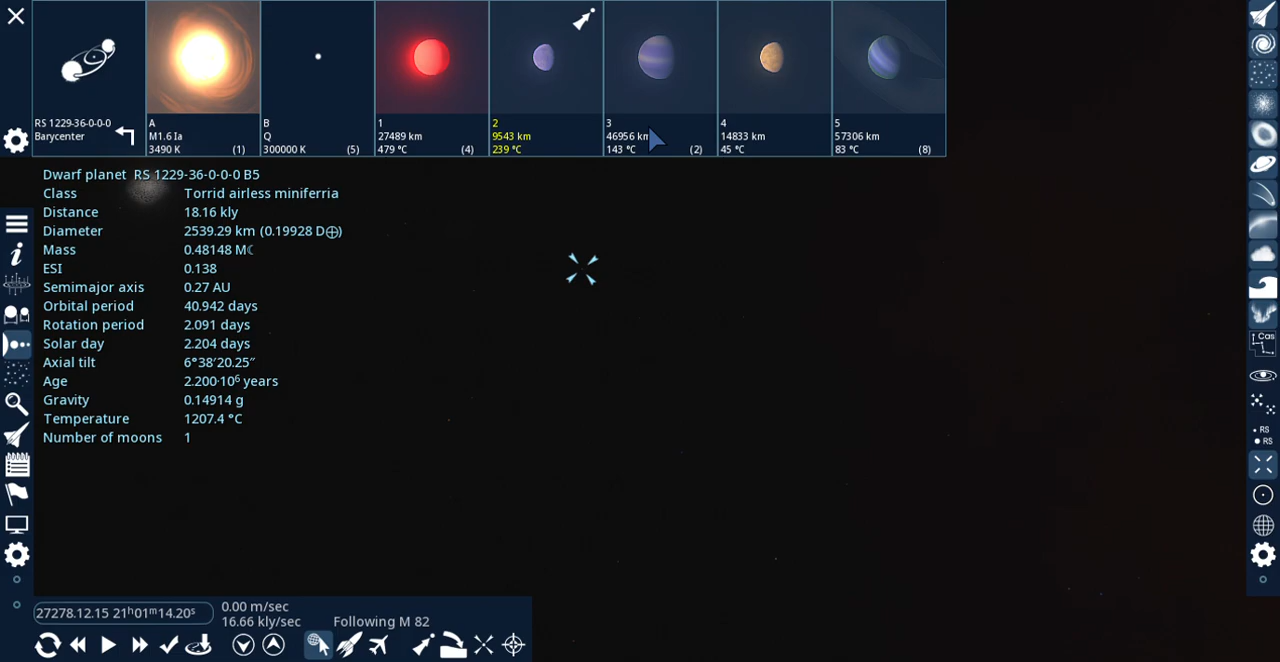 RS 1229-36-0-0-0
Barycenter
A
M1.6 Ia
3490 K (1)
B
Q
300000 K (5)
1
27489 km
479 °C (4)
2
9543 km
239 °C
3
46956 km
143 °C (2)
4
14833 km
45 °C
5
57306 km
83 °C (8)
Dwarf planet RS 1229-36-0-0-0 B5
Class Torrid airless miniferria
Distance 18.16 kly
Diameter 2539.29 km (0.19928 D⊕)
Mass 0.48148 M☾
ESI 0.138
Semimajor axis 0.27 AU
Orbital period 40.942 days
Rotation period 2.091 days
Solar day 2.204 days
Axial tilt 6°38′20.25″
Age 2.200·10⁶ years
Gravity 0.14914 g
Temperature 1207.4 °C
Number of moons 1
Cas
RS
RS
27278.12.15 21ʰ01ᵐ14.20ˢ
0.00 m/sec
16.66 kly/sec Following M 82